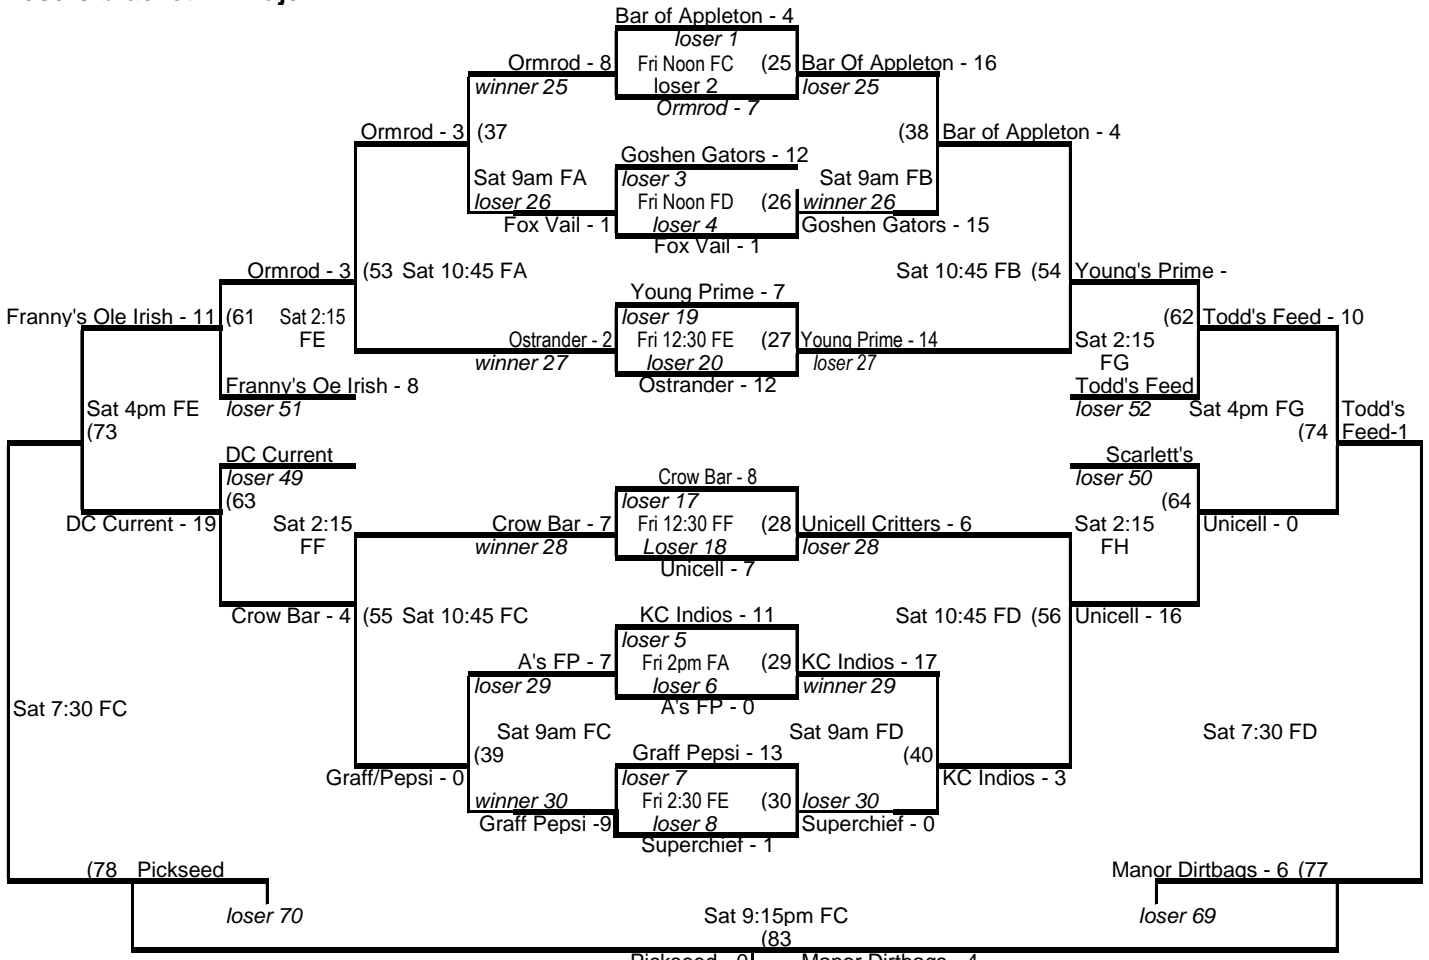 Bar of Appleton - 4
loser 1
Ormrod - 8
Fri Noon FC
(25
Bar Of Appleton - 16
winner 25
loser 2
loser 25
Ormrod - 7
Ormrod - 3
(37
(38
Bar of Appleton - 4
Goshen Gators - 12
Sat 9am FA
loser 3
Sat 9am FB
loser 26
Fri Noon FD
(26
winner 26
Fox Vail - 1
loser 4
Goshen Gators - 15
Fox Vail - 1
Ormrod - 3
(53 Sat 10:45 FA
Sat 10:45 FB (54
Young's Prime -
Young Prime - 7
Franny's Ole Irish - 11
(61
Sat 2:15
FE
loser 19
(62
Todd's Feed - 10
Ostrander - 2
Fri 12:30 FE
(27
Young Prime - 14
Sat 2:15
FG
winner 27
loser 20
loser 27
Ostrander - 12
Franny's Oe Irish - 8
Todd's Feed
loser 51
loser 52
Sat 4pm FE
(73
Sat 4pm FG
(74
Todd's
Feed-1
DC Current
Scarlett's
loser 49
loser 50
Crow Bar - 8
(63
loser 17
(64
DC Current - 19
Sat 2:15
FF
Crow Bar - 7
Fri 12:30 FF
(28
Unicell Critters - 6
Sat 2:15
FH
Unicell - 0
winner 28
Loser 18
loser 28
Unicell - 7
Crow Bar - 4
(55 Sat 10:45 FC
KC Indios - 11
Sat 10:45 FD (56
Unicell - 16
loser 5
A's FP - 7
Fri 2pm FA
(29
KC Indios - 17
loser 29
loser 6
winner 29
A's FP - 0
Sat 7:30 FC
Sat 9am FC
Sat 9am FD
Sat 7:30 FD
(39
Graff Pepsi - 13
(40
Graff/Pepsi - 0
loser 7
KC Indios - 3
winner 30
Fri 2:30 FE
(30
loser 30
Graff Pepsi -9
loser 8
Superchief - 0
Superchief - 1
(78 Pickseed
Manor Dirtbags - 6 (77
loser 70
Sat 9:15pm FC
loser 69
(83
Pickseed - 0
Manor Dirtbags - 4